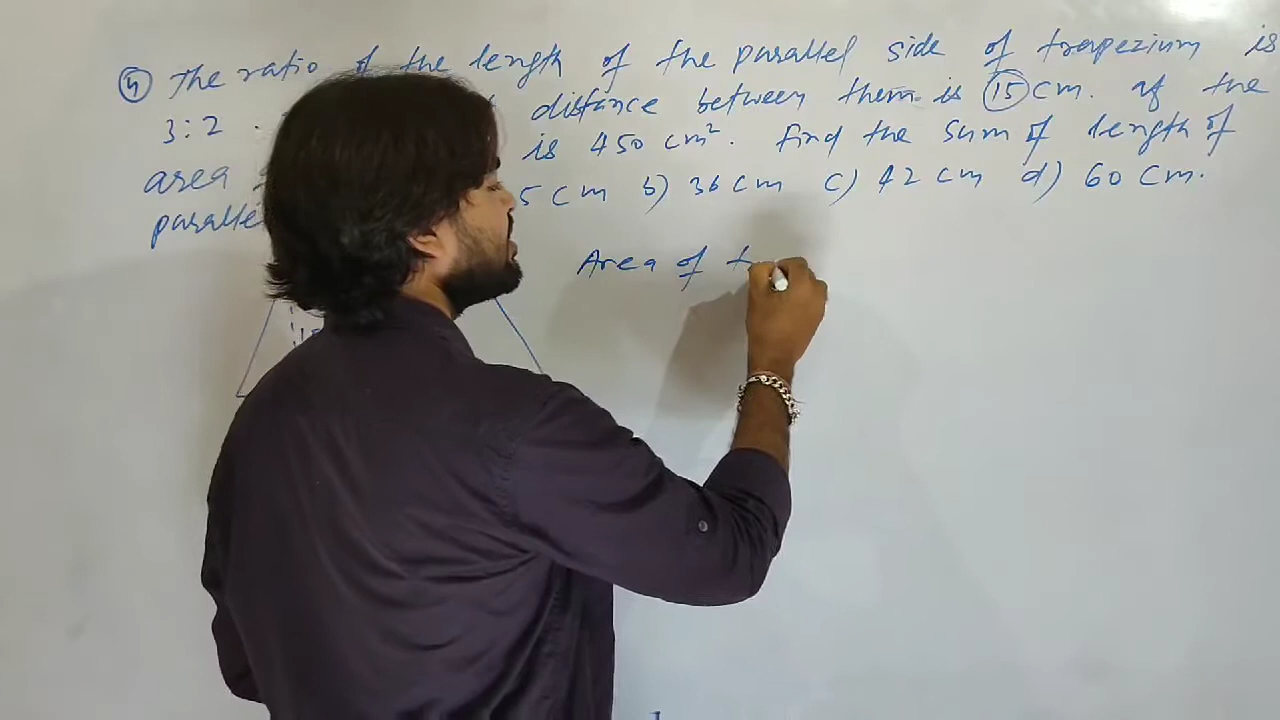 4 The ratio of the length of the parallel side of trapezium is
3:2. distance between them is 15 cm. If the
area is 450 cm². Find the sum of length of
5 cm b) 36 cm c) 42 cm d) 60 cm.
Area of